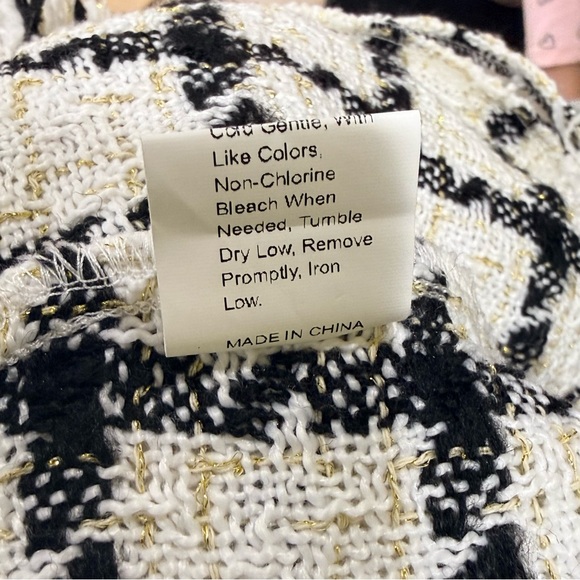 Cold Gentle, With
Like Colors,
Non-Chlorine
Bleach When
Needed, Tumble
Dry Low, Remove
Promptly, Iron
Low.
MADE IN CHINA